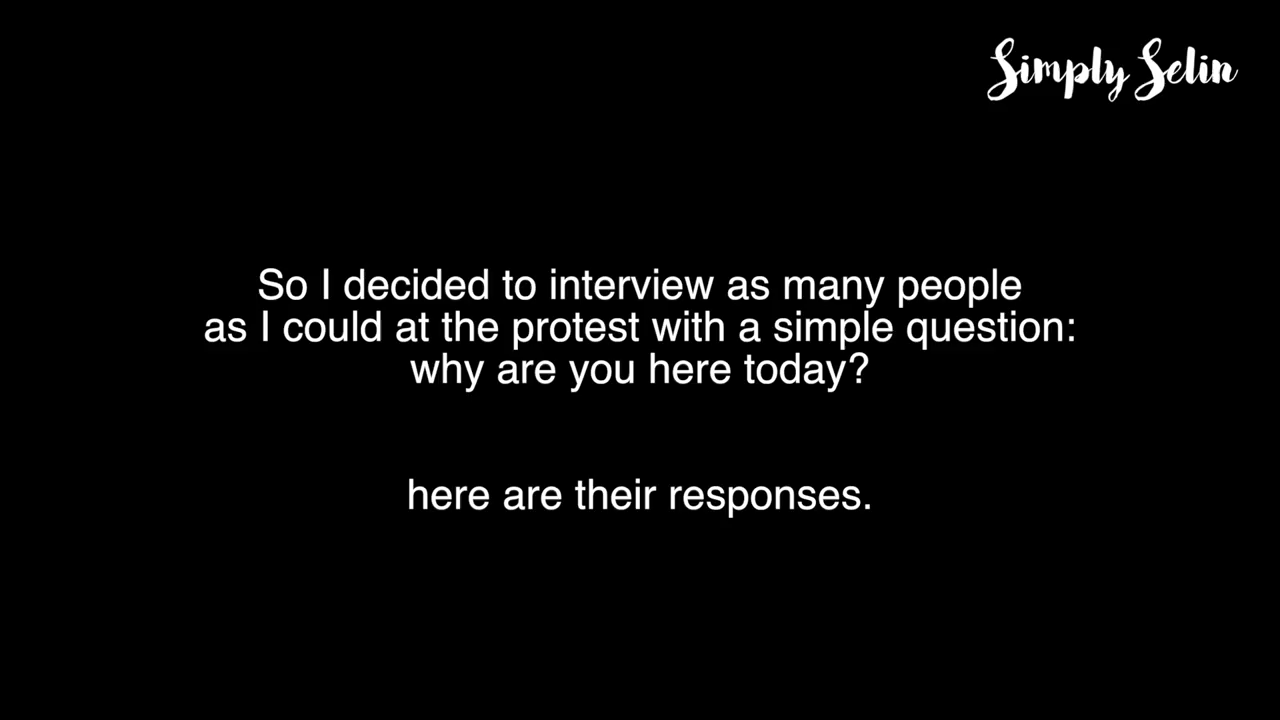 Simply Selin
So I decided to interview as many people
as I could at the protest with a simple question:
why are you here today?
here are their responses.